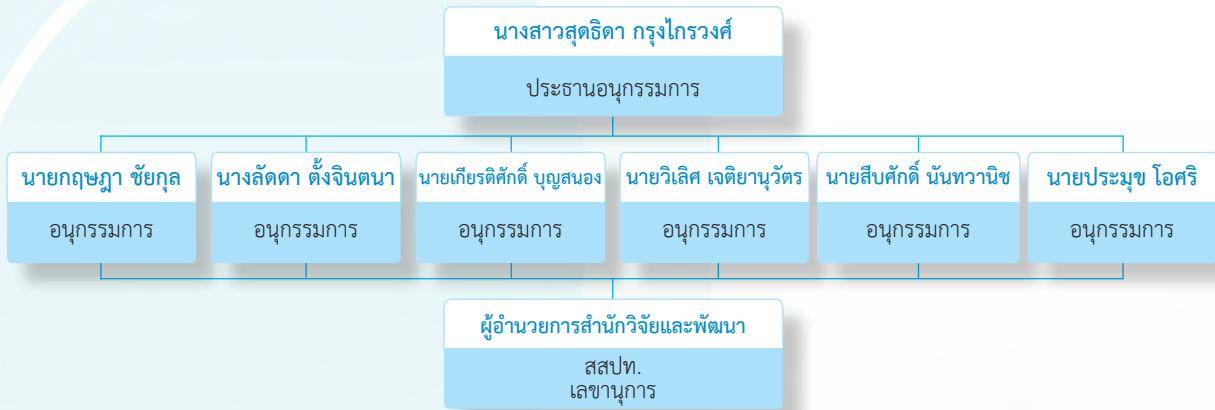 นางสาวสุดธิดา กรุงไกรวงศ์
ประธานอนุกรรมการ
นายกฤษฎา ชัยกุล
อนุกรรมการ
นางลัดดา ตั้งจินตนา
อนุกรรมการ
นายเกียรติศักดิ์ บุญสนอง
อนุกรรมการ
นายวิเลิศ เจติยานุวัตร
อนุกรรมการ
นายสืบศักดิ์ นันทวานิช
อนุกรรมการ
นายประมุข โอศิริ
อนุกรรมการ
ผู้อำนวยการสำนักวิจัยและพัฒนา
สสปท.
เลขานุการ